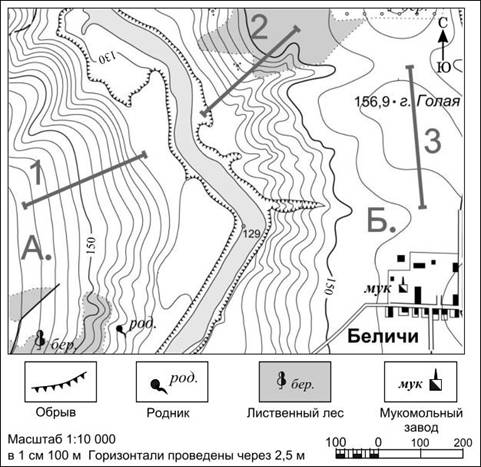 130
130
2
С
Ю
156,9 • г. Голая
1
3
А.
Б.
129
150
150
мук
Беличи
род.
бер.
род.
бер.
мук
Обрыв
Родник
Лиственный лес
Мукомольный
завод
Масштаб 1:10 000
в 1 см 100 м Горизонтали проведены через 2,5 м
100 0 100 200